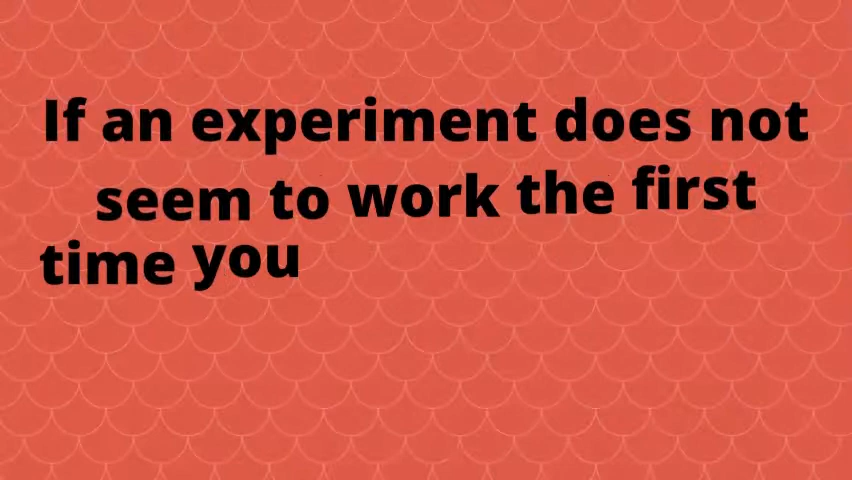 If an experiment does not
seem to work the first
time you